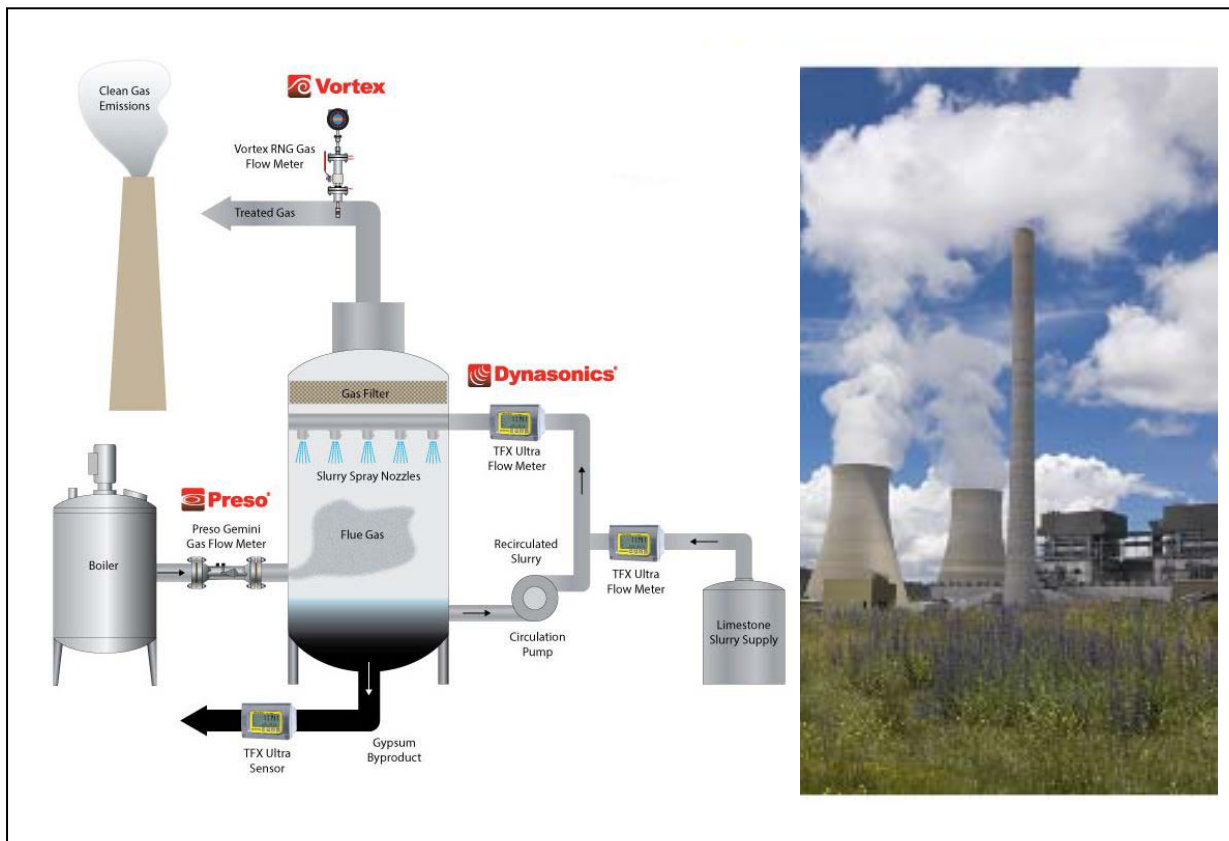 Clean Gas
Emissions
Vortex
Vortex RNG Gas
Flow Meter
Treated Gas
Dynasonics
Gas Filter
TFX Ultra
Flow Meter
Slurry Spray Nozzles
Preso
Preso Gemini
Gas Flow Meter
Boiler
Flue Gas
Recirculated
Slurry
TFX Ultra
Flow Meter
Circulation
Pump
Limestone
Slurry Supply
TFX Ultra
Sensor
Gypsum
Byproduct